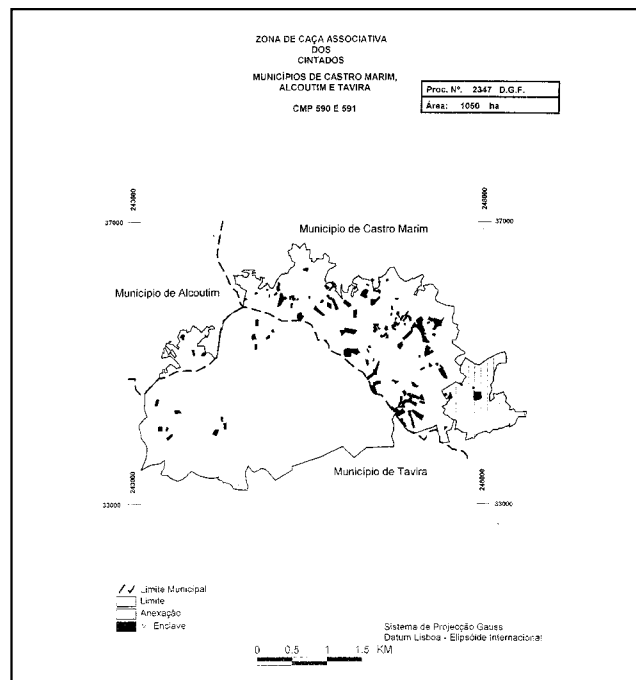 ZONA DE CAÇA ASSOCIATIVA
DOS
CINTADOS
MUNICÍPIOS DE CASTRO MARIM,
ALCOUTIM E TAVIRA
CMP 590 E 591
Proc. Nº. 2347 D.G.F.
Área: 1050 ha
243000
248000
37000
37000
Município de Castro Marim
Município de Alcoutim
Município de Tavira
243000
248000
33000
33000
Limite Municipal
Limite
Anexação
Enclave
Sistema de Projecção Gauss
Datum Lisboa - Elipsóide Internacional
0 0.5 1 1.5 KM